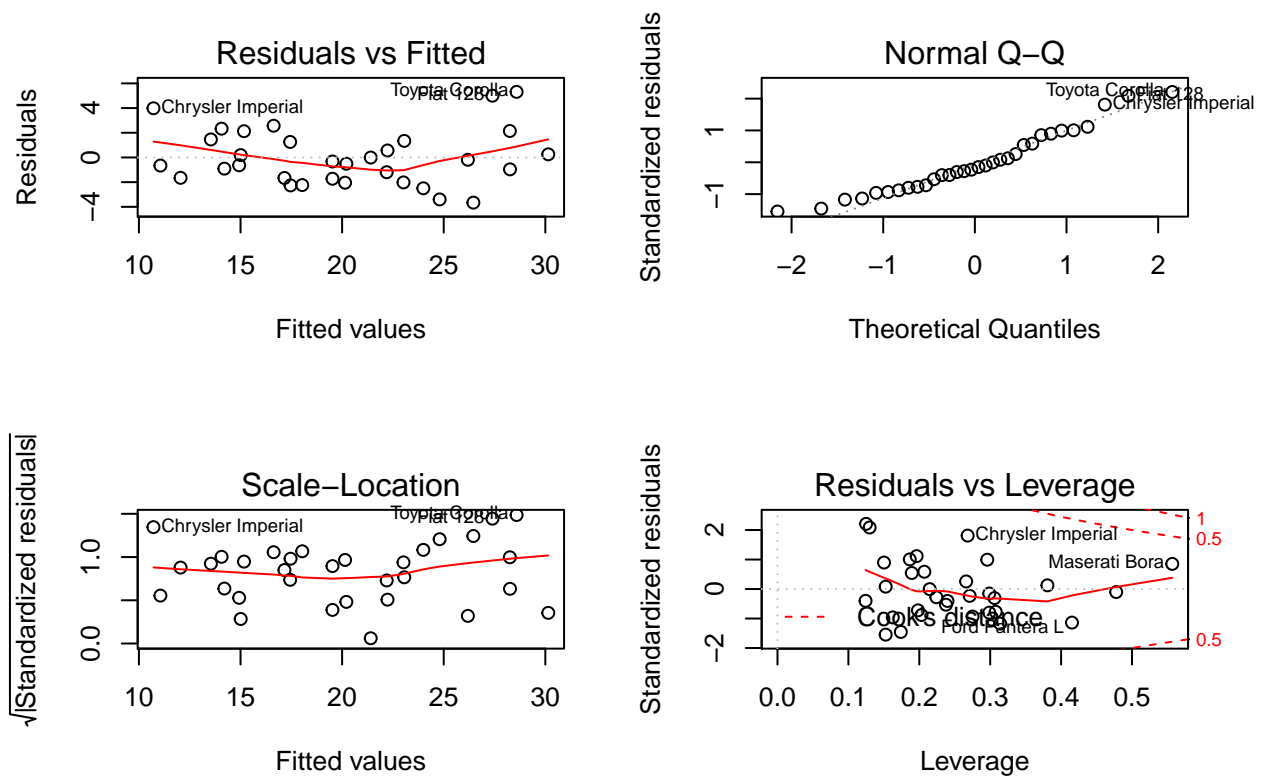 Residuals vs Fitted
Residuals
4
0
−4
Toyota Corolla
Fiat 128
Chrysler Imperial
10 15 20 25 30
Fitted values
Normal Q−Q
Standardized residuals
1
−1
Toyota Corolla
Fiat 128
Chrysler Imperial
−2 −1 0 1 2
Theoretical Quantiles
Scale−Location
√|Standardized residuals|
1.0
0.0
Toyota Corolla
Fiat 128
Chrysler Imperial
10 15 20 25 30
Fitted values
Residuals vs Leverage
Standardized residuals
2
0
−2
Chrysler Imperial
Maserati Bora
Cook's distance
Ford Pantera L
1
0.5
0.5
0.0 0.1 0.2 0.3 0.4 0.5
Leverage